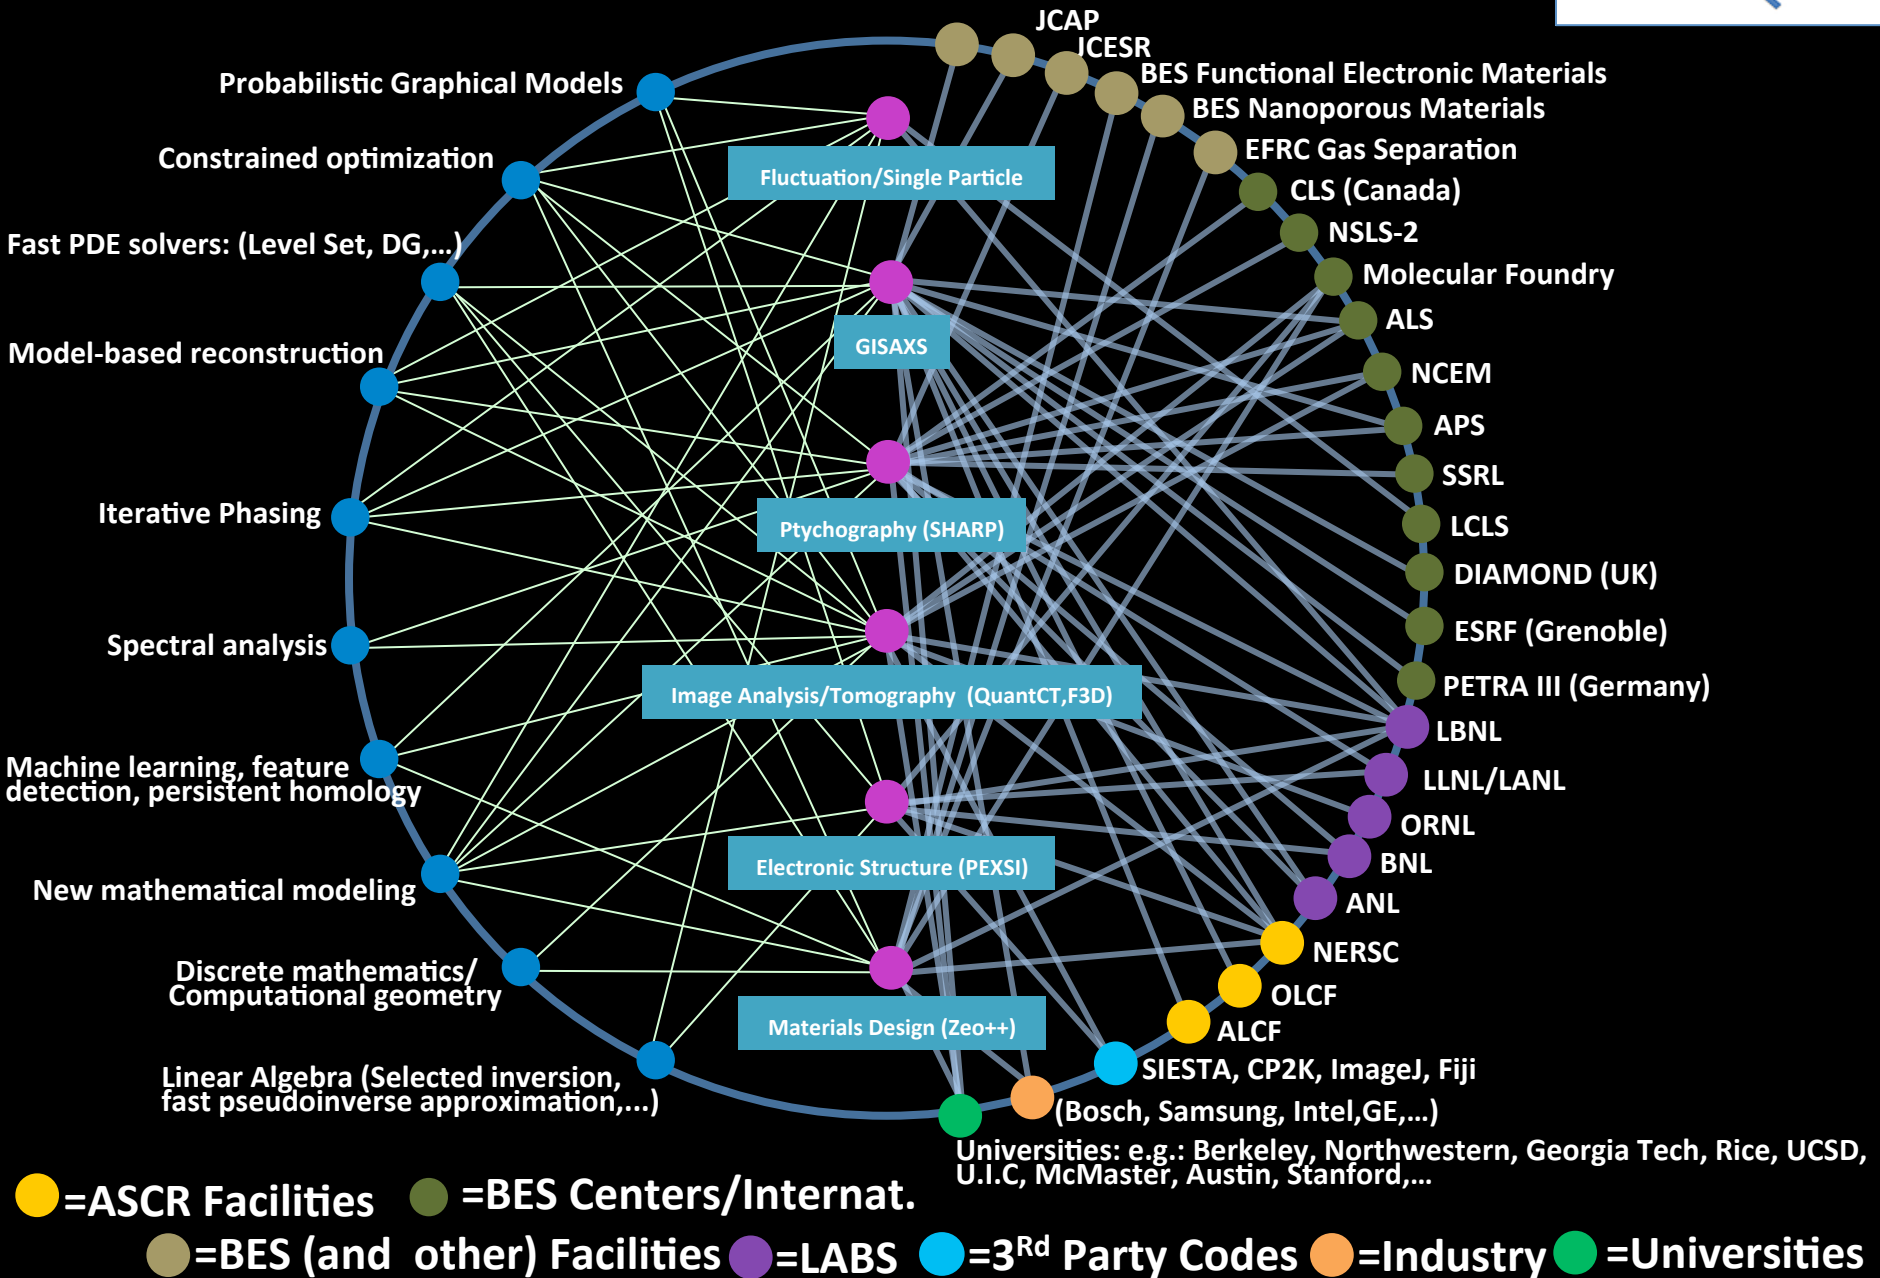 JCAP
JCESR
BES Functional Electronic Materials
BES Nanoporous Materials
EFRC Gas Separation
CLS (Canada)
NSLS-2
Molecular Foundry
ALS
NCEM
APS
SSRL
LCLS
DIAMOND (UK)
ESRF (Grenoble)
PETRA III (Germany)
LBNL
LLNL/LANL
ORNL
BNL
ANL
NERSC
OLCF
ALCF
SIESTA, CP2K, ImageJ, Fiji
(Bosch, Samsung, Intel,GE,...)
Universities: e.g.: Berkeley, Northwestern, Georgia Tech, Rice, UCSD,
U.I.C, McMaster, Austin, Stanford,...
Probabilistic Graphical Models
Constrained optimization
Fast PDE solvers: (Level Set, DG,...)
Model-based reconstruction
Iterative Phasing
Spectral analysis
Machine learning, feature
detection, persistent homology
New mathematical modeling
Discrete mathematics/
Computational geometry
Linear Algebra (Selected inversion,
fast pseudoinverse approximation,...)
Fluctuation/Single Particle
GISAXS
Ptychography (SHARP)
Image Analysis/Tomography (QuantCT,F3D)
Electronic Structure (PEXSI)
Materials Design (Zeo++)
=ASCR Facilities
=BES Centers/Internat.
=BES (and other) Facilities
=LABS
=3Rd Party Codes
=Industry
=Universities